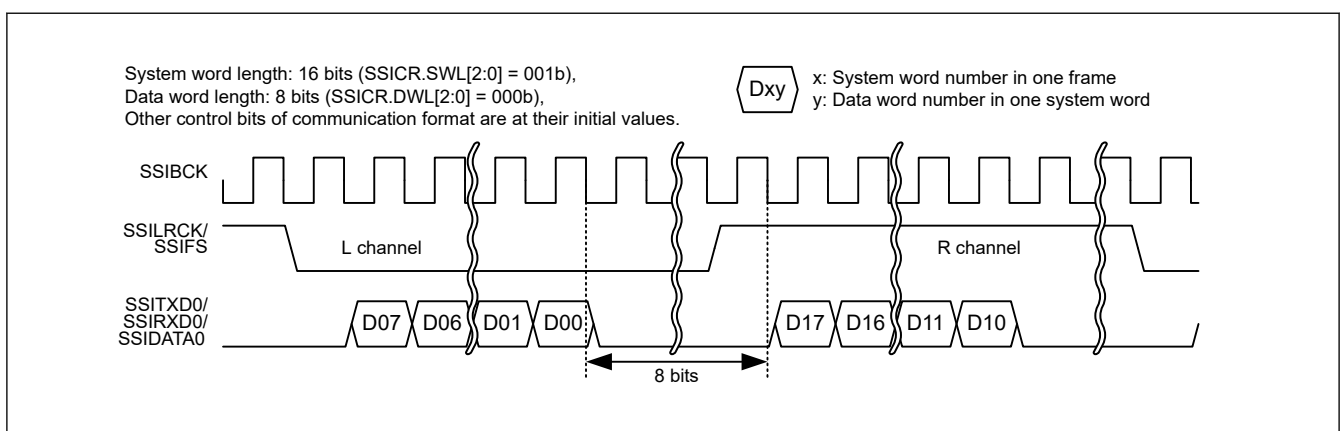 System word length: 16 bits (SSICR.SWL[2:0] = 001b),
Data word length: 8 bits (SSICR.DWL[2:0] = 000b),
Other control bits of communication format are at their initial values.
Dxy
x: System word number in one frame
y: Data word number in one system word
SSIBCK
SSILRCK/
SSIFS
L channel
R channel
SSITXD0/
SSIRXD0/
SSIDATA0
D07 D06 D01 D00 D17 D16 D11 D10
8 bits